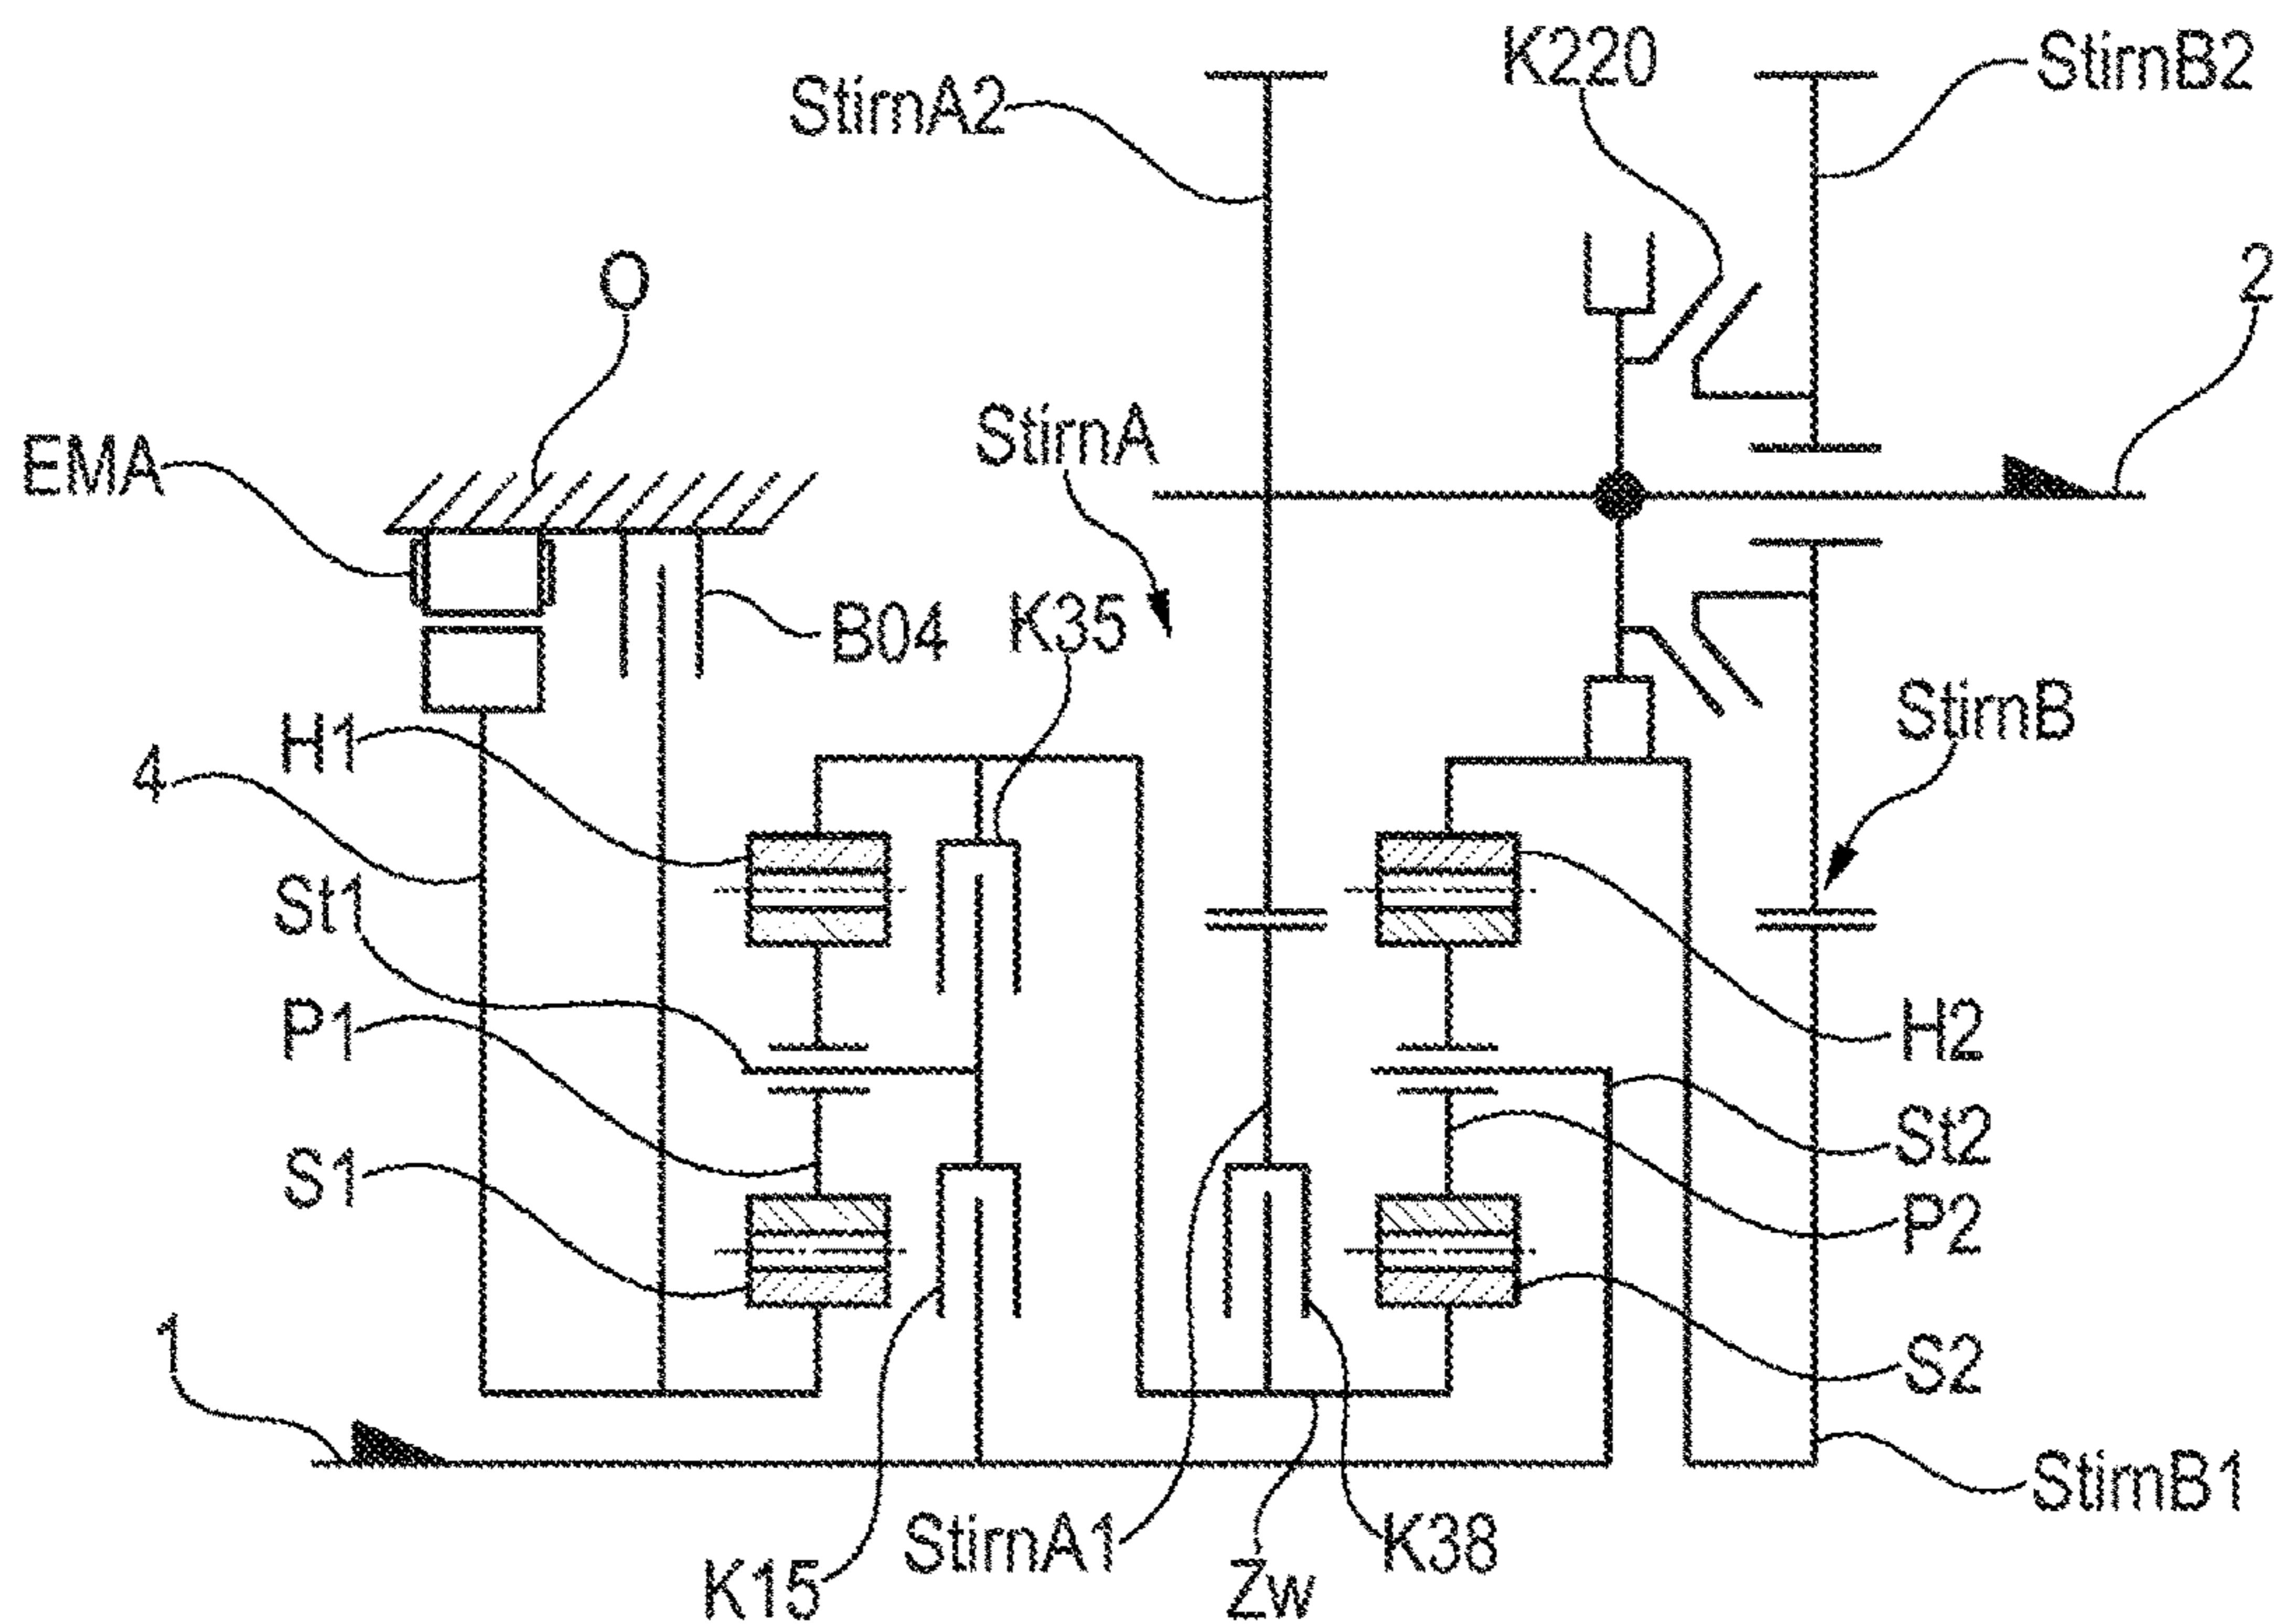 K220
StirnB2
StirnA2
O
2
StirnA
EMA
B04
K35
StirnB
H1
4
St1
P1
H2
St2
S1
P2
1
S2
StirnB1
StirnA1
K38
K15
Zw